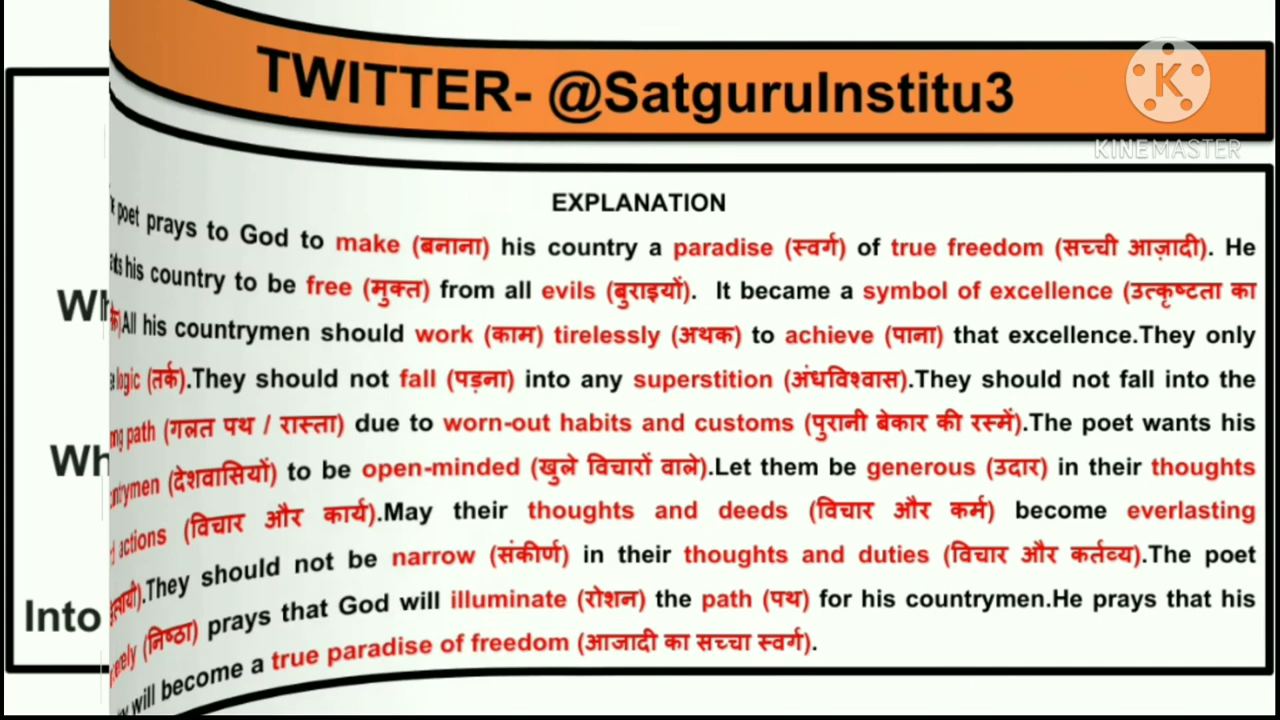 TWITTER- @SatguruInstitu3
KINEMASTER
EXPLANATION
poet prays to God to make (बनाना) his country a paradise (स्वर्ग) of true freedom (सच्ची आज़ादी). He
his country to be free (मुक्त) from all evils (बुराइयों). It became a symbol of excellence (उत्कृष्टता का
All his countrymen should work (काम) tirelessly (अथक) to achieve (पाना) that excellence.They only
logic (तर्क).They should not fall (पड़ना) into any superstition (अंधविश्वास).They should not fall into the
path (गलत पथ / रास्ता) due to worn-out habits and customs (पुरानी बेकार की रस्में).The poet wants his
(देशवासियों) to be open-minded (खुले विचारों वाले).Let them be generous (उदार) in their thoughts
actions (विचार और कार्य).May their thoughts and deeds (विचार और कर्म) become everlasting
They should not be narrow (संकीर्ण) in their thoughts and duties (विचार और कर्तव्य).The poet
(निष्ठा) prays that God will illuminate (रोशन) the path (पथ) for his countrymen.He prays that his
will become a true paradise of freedom (आजादी का सच्चा स्वर्ग).
Into